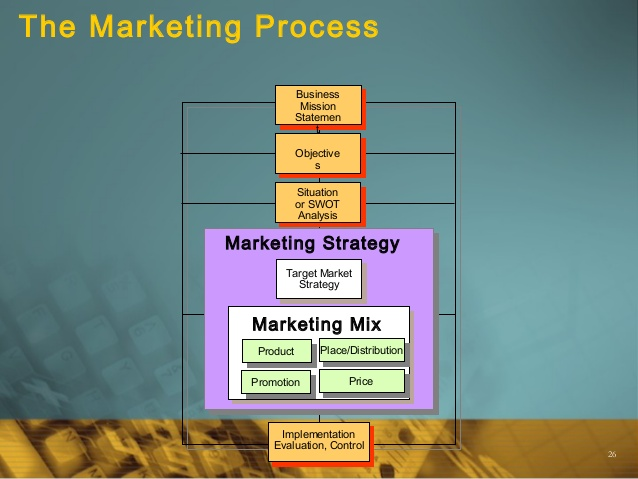 The Marketing Process
Business
Mission
Statemen
t
Objective
s
Situation
or SWOT
Analysis
Marketing Strategy
Target Market
Strategy
Marketing Mix
Product
Place/Distribution
Promotion
Price
Implementation
Evaluation, Control
26